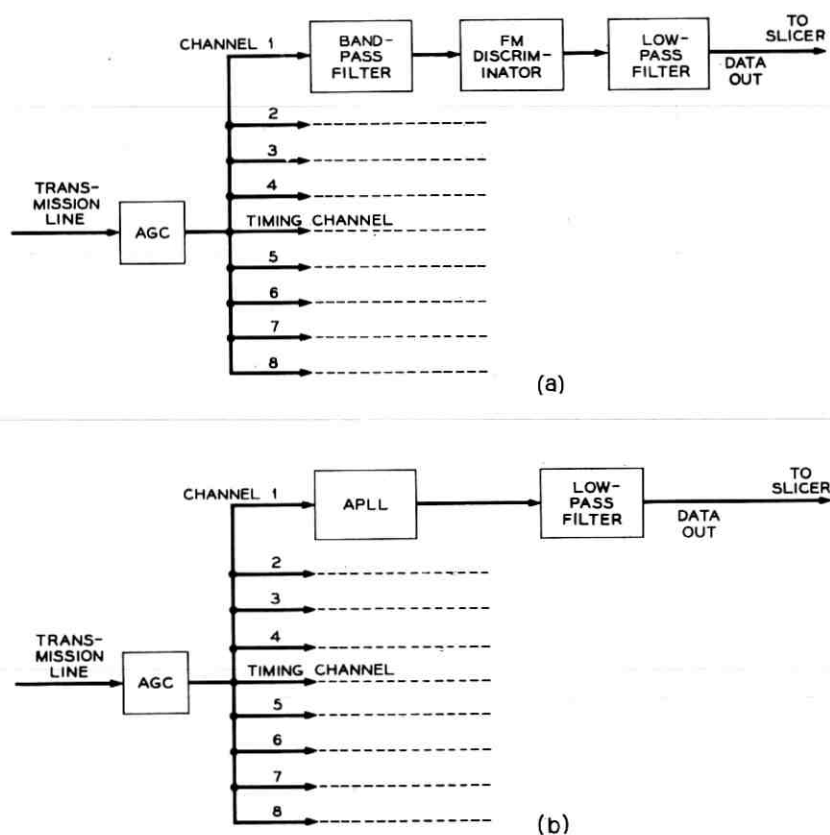 CHANNEL 1
BAND-
PASS
FILTER
FM
DISCRIM-
INATOR
LOW-
PASS
FILTER
TO
SLICER
DATA
OUT
2
3
4
TRANS-
MISSION
LINE
AGC
TIMING CHANNEL
5
6
7
8
(a)
CHANNEL 1
APLL
LOW-
PASS
FILTER
TO
SLICER
DATA
OUT
2
3
4
TRANS-
MISSION
LINE
AGC
TIMING CHANNEL
5
6
7
8
(b)